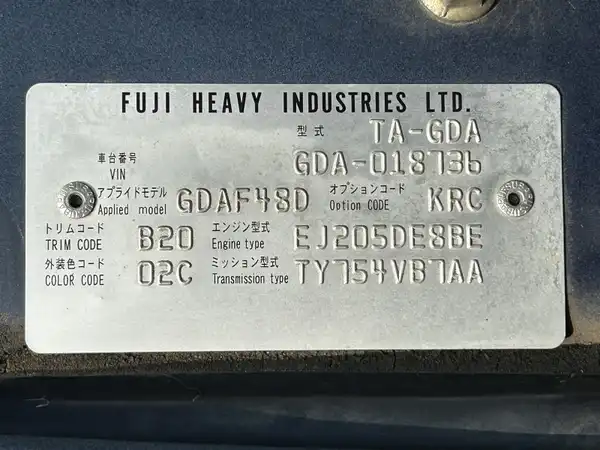 FUJI HEAVY INDUSTRIES LTD.
型式 TA-GDA
車台番号 VIN GDA-018736
アプライドモデル Applied model GDAF48D オプションコード Option CODE KRC
トリムコード TRIM CODE B20 エンジン型式 Engine type EJ205DE8BE
外装色コード COLOR CODE 02C ミッション型式 Transmission type TY754VB7AA